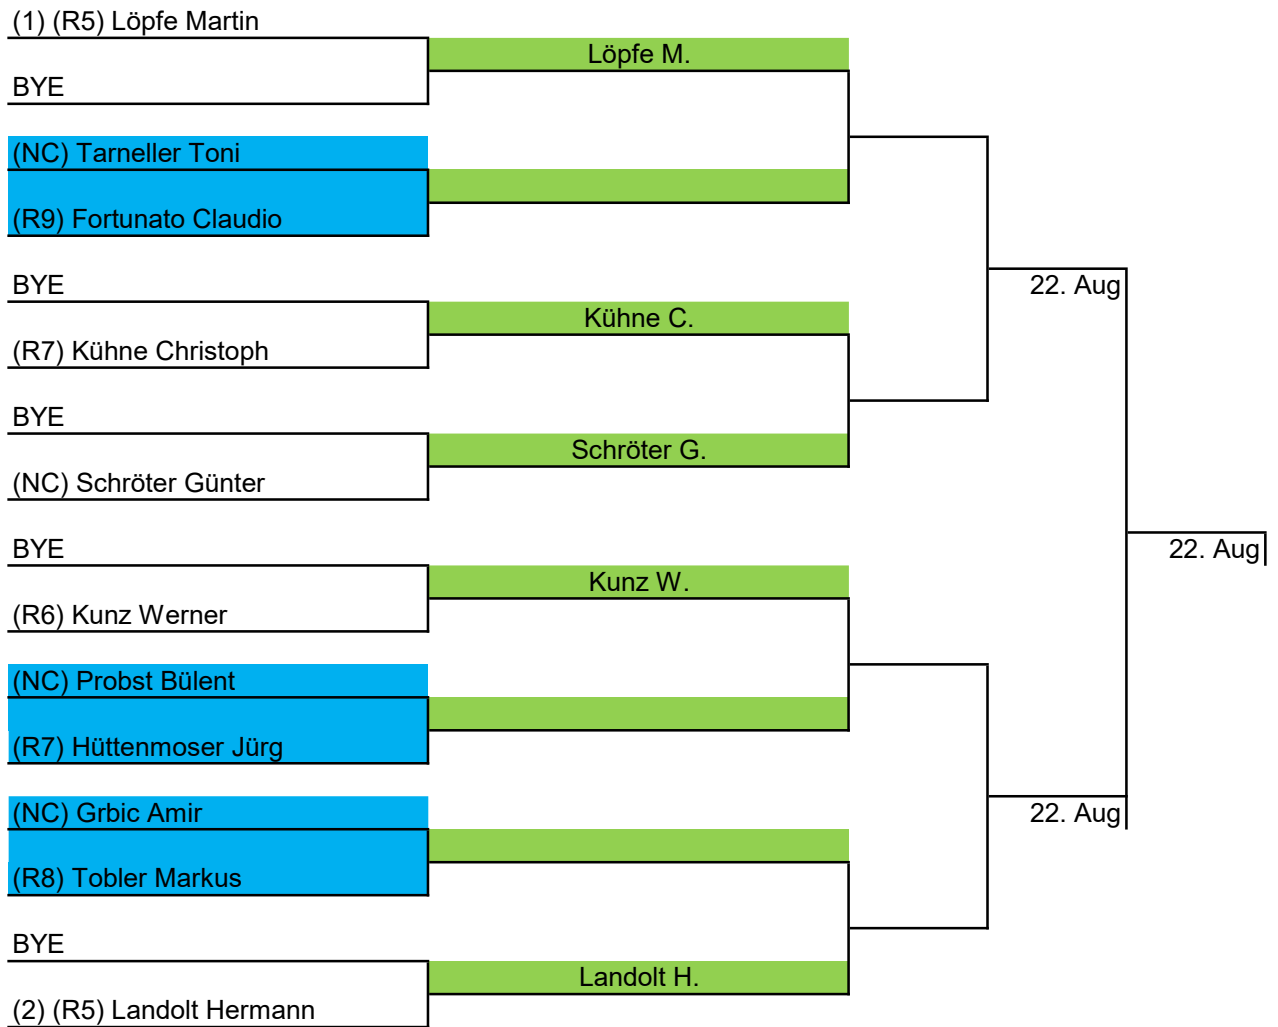 (1) (R5) Löpfe Martin
Löpfe M.
BYE
(NC) Tarneller Toni
(R9) Fortunato Claudio
BYE
22. Aug
Kühne C.
(R7) Kühne Christoph
BYE
Schröter G.
(NC) Schröter Günter
BYE
22. Aug
Kunz W.
(R6) Kunz Werner
(NC) Probst Bülent
(R7) Hüttenmoser Jürg
(NC) Grbic Amir
22. Aug
(R8) Tobler Markus
BYE
Landolt H.
(2) (R5) Landolt Hermann